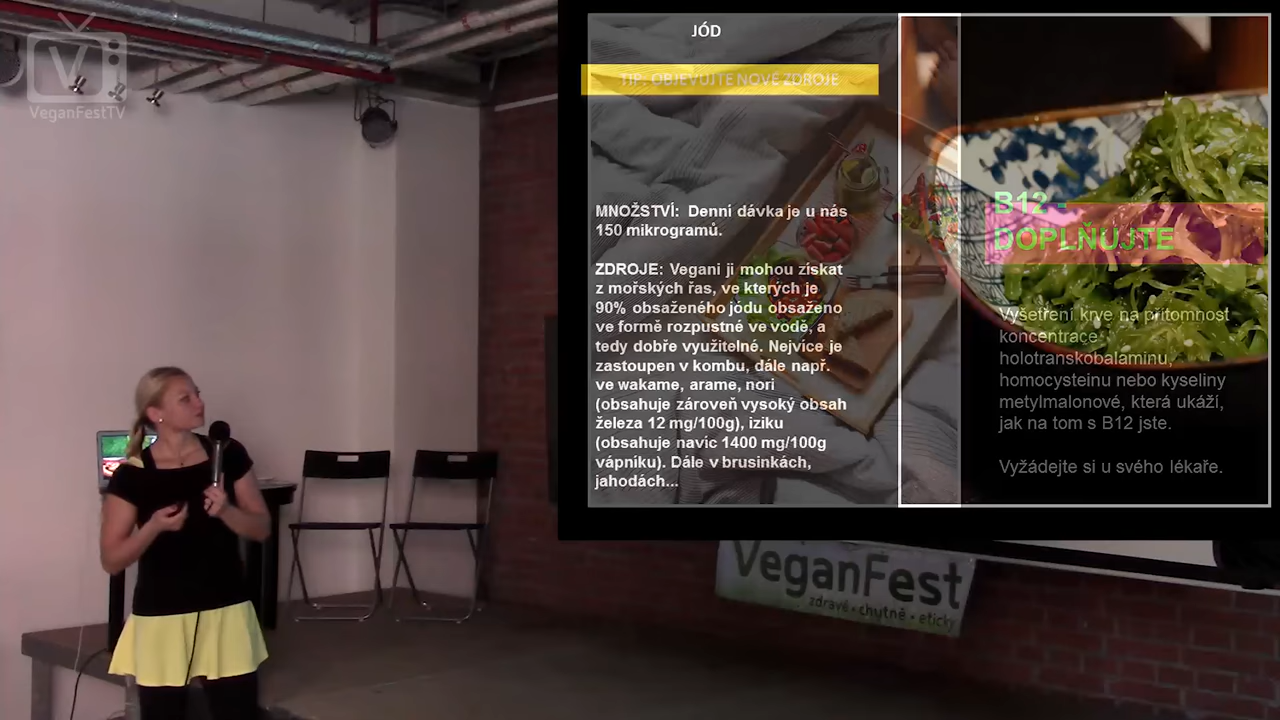 VeganFestTV
JÓD
TIP: OBJEVUJTE NOVÉ ZDROJE
MNOŽSTVÍ: Denní dávka je u nás
150 mikrogramů.
ZDROJE: Vegani ji mohou získat
z mořských řas, ve kterých je
90% obsaženého jódu obsaženo
ve formě rozpustné ve vodě, a
tedy dobře využitelné. Nejvíce je
zastoupen v kombu, dále např.
ve wakame, arame, nori
(obsahuje zároveň vysoký obsah
železa 12 mg/100g), iziku
(obsahuje navíc 1400 mg/100g
vápníku). Dále v brusinkách,
jahodách...
B12 -
DOPLŇUJTE
Vyšetření krve na přítomnost
koncentrace
holotranskobalaminu,
homocysteinu nebo kyseliny
metylmalonové, která ukáží,
jak na tom s B12 jste.
Vyžádejte si u svého lékaře.
VeganFest
zdravě • chutně • eticky